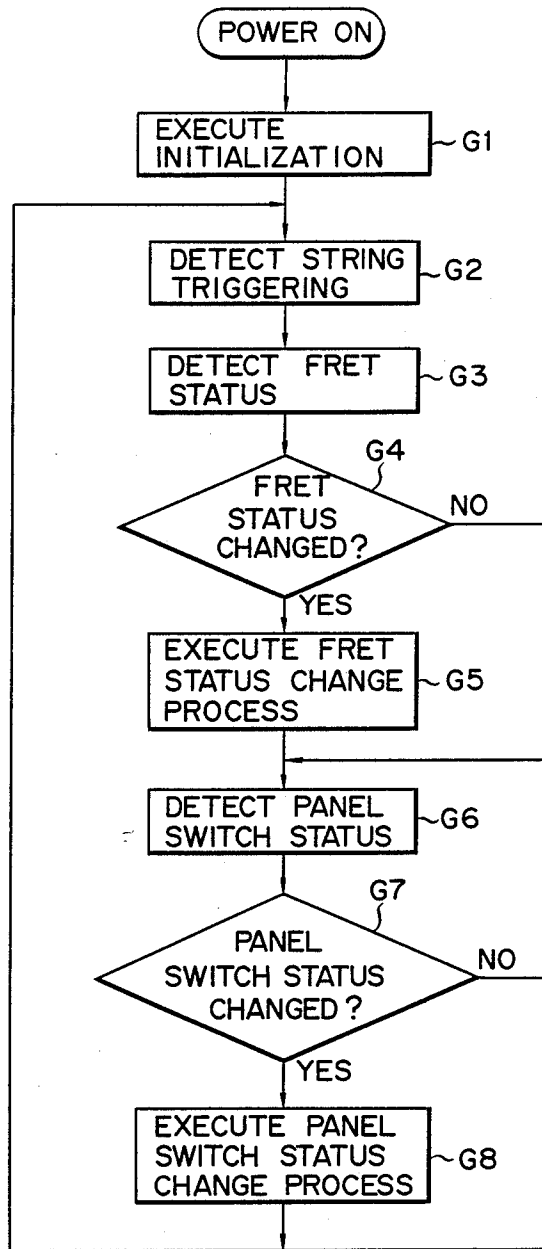 POWER ON
EXECUTE
INITIALIZATION
G1
DETECT STRING
TRIGGERING
G2
DETECT FRET
STATUS
G3
G4
FRET
STATUS
CHANGED?
NO
YES
EXECUTE FRET
STATUS CHANGE
PROCESS
G5
DETECT PANEL
SWITCH STATUS
G6
G7
PANEL
SWITCH STATUS
CHANGED?
NO
YES
EXECUTE PANEL
SWITCH STATUS
CHANGE PROCESS
G8